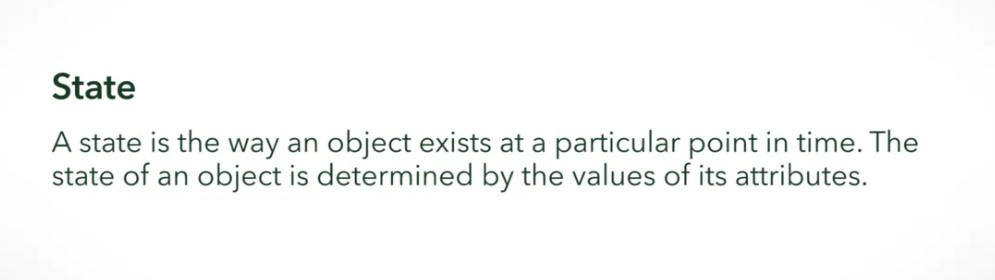 State
A state is the way an object exists at a particular point in time. The
state of an object is determined by the values of its attributes.